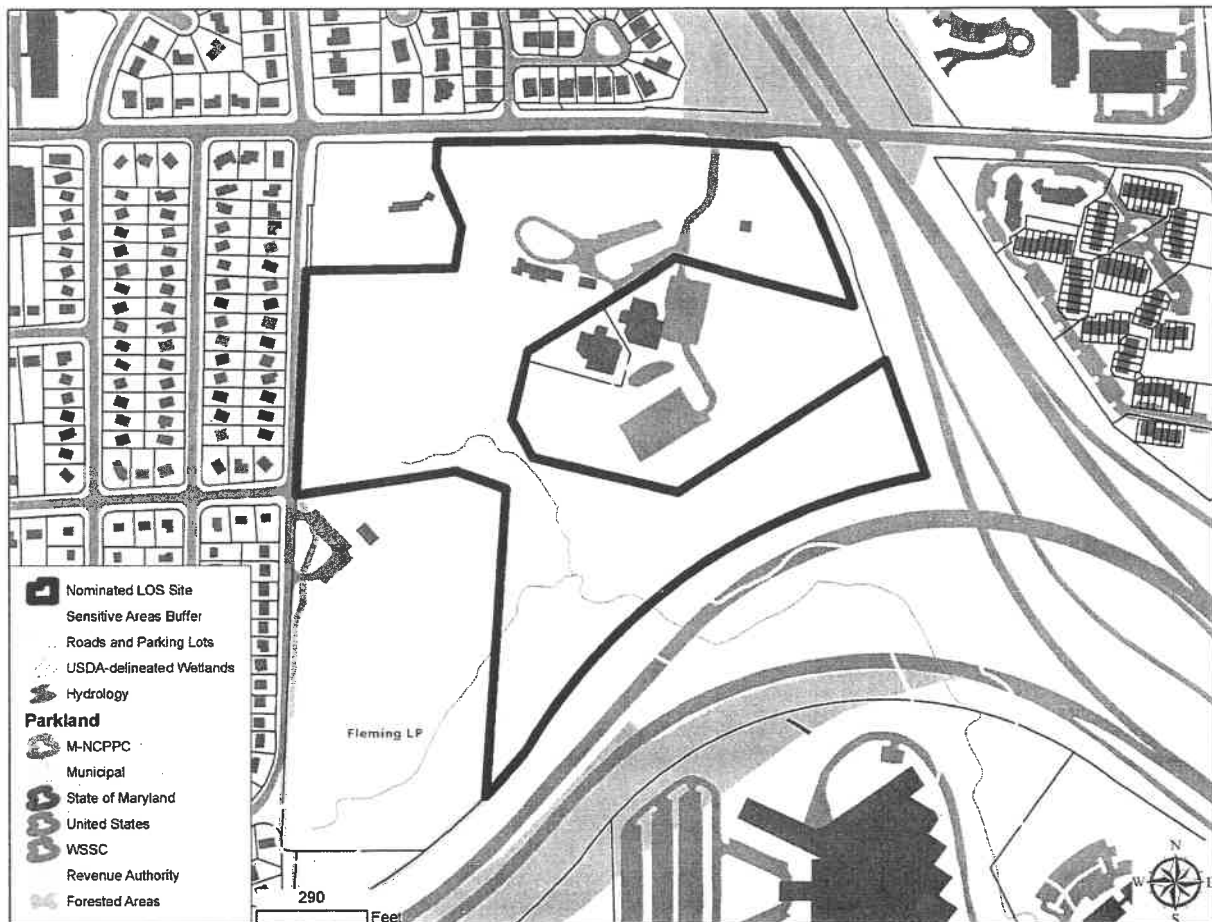 Nominated LOS Site
Sensitive Areas Buffer
Roads and Parking Lots
USDA-delineated Wetlands
Hydrology
Parkland
M-NCPPC
Municipal
State of Maryland
United States
WSSC
Revenue Authority
Forested Areas
Fleming LP
290
Feet
N
W
E
S